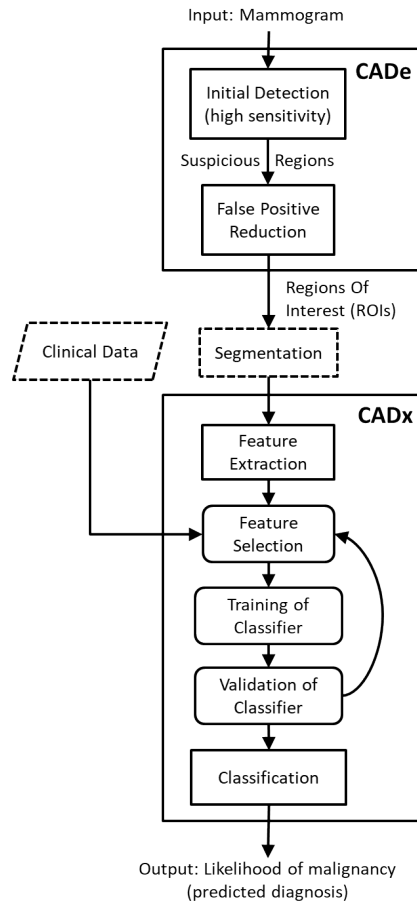 Input: Mammogram
CADe
Initial Detection
(high sensitivity)
Suspicious Regions
False Positive
Reduction
Regions Of
Interest (ROIs)
Clinical Data
Segmentation
CADx
Feature
Extraction
Feature
Selection
Training of
Classifier
Validation of
Classifier
Classification
Output: Likelihood of malignancy
(predicted diagnosis)